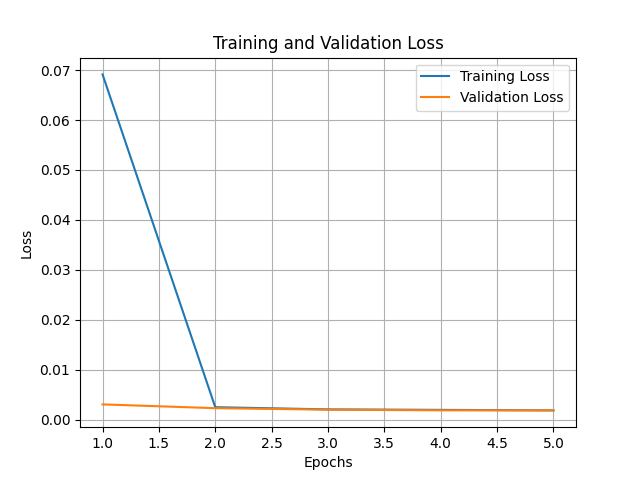 Training and Validation Loss
Training Loss
Validation Loss
Loss
0.07
0.06
0.05
0.04
0.03
0.02
0.01
0.00
1.0 1.5 2.0 2.5 3.0 3.5 4.0 4.5 5.0
Epochs